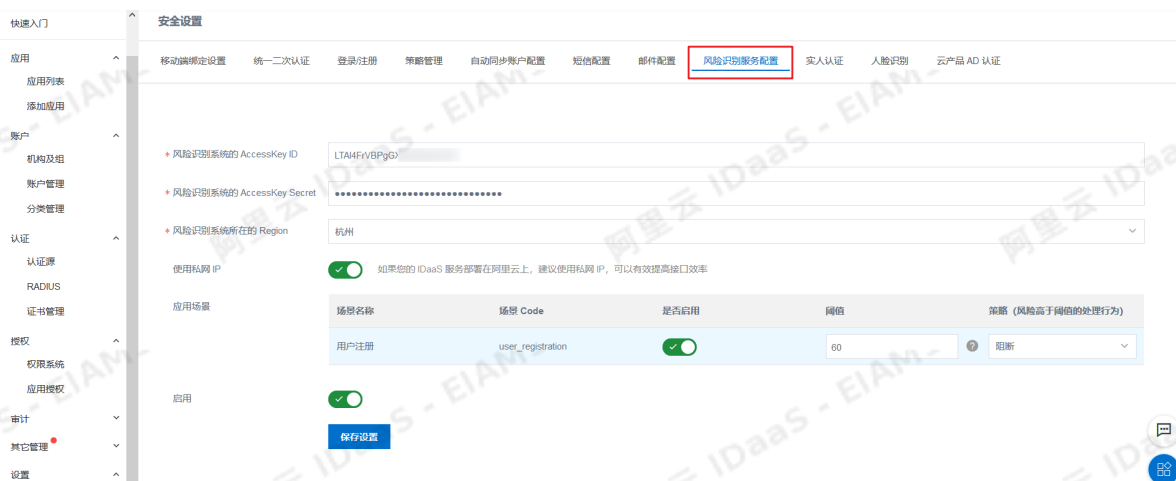 快速入门
安全设置
应用
应用列表
添加应用
账户
机构及组
账户管理
分类管理
认证
认证源
RADIUS
证书管理
授权
权限系统
应用授权
审计
其它管理
设置
移动端绑定设置 统一二次认证 登录/注册 策略管理 自动同步账户配置 短信配置 邮件配置 风险识别服务配置 实人认证 人脸识别 云产品 AD 认证
* 风险识别系统的 AccessKey ID LTAI4FrVBPgG
* 风险识别系统的 AccessKey Secret ••••••••••••••••••••••••••••••
* 风险识别系统所在的 Region 杭州
使用私网 IP 如果您的 IDaaS 服务部署在阿里云上，建议使用私网 IP，可以有效提高接口效率
应用场景 场景名称 场景 Code 是否启用 阈值 策略（风险高于阈值的处理行为）
用户注册 user_registration 60 阻断
启用
保存设置
阿里云 IDaaS - EIAM